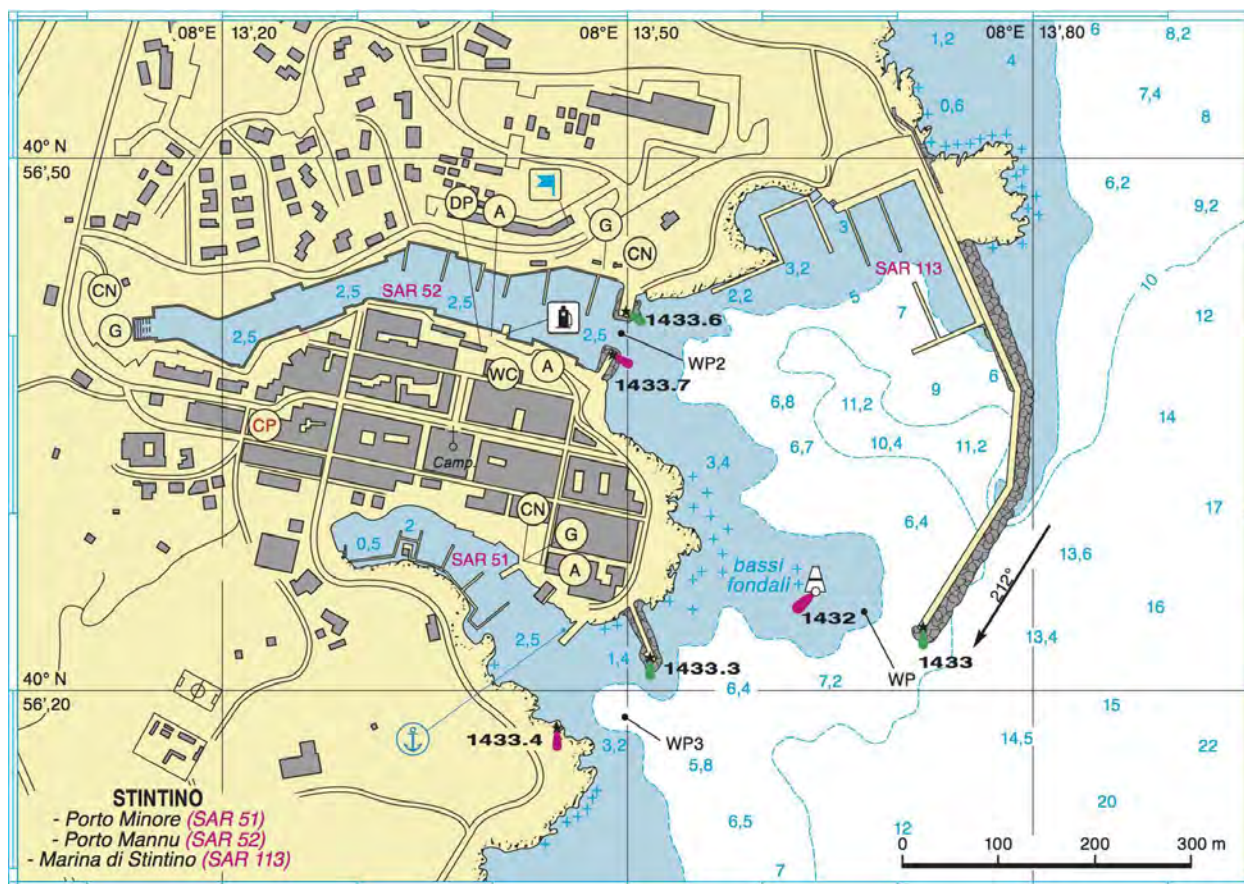 08°E 13',20
08°E 13',50
08°E 13',80
1,2
4
6
8,2
7,4
8
0,6
40° N
56',50
6,2
9,2
DP
A
G
CN
3
3,2
SAR 113
10
CN
SAR 52
2,5
2,5
2,2
5
7
12
G
2,5
2,5
1433.6
WP2
WC
A
1433.7
9
6
6,8
11,2
14
CP
6,7
10,4
11,2
Camp.
3,4
CN
6,4
17
2
0,5
G
SAR 51
A
bassi
fondali
13,6
212°
16
1432
2,5
13,4
1,4
1433.3
7,2
WP
1433
40° N
56',20
6,4
15
1433.4
3,2
WP3
14,5
22
5,8
20
STINTINO
- Porto Minore (SAR 51)
- Porto Mannu (SAR 52)
- Marina di Stintino (SAR 113)
6,5
12
7
0 100 200 300 m